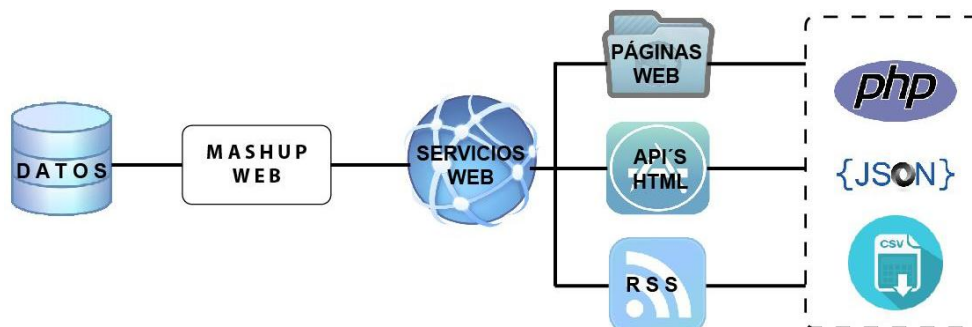 DATOS
MASHUP
WEB
SERVICIOS
WEB
PÁGINAS
WEB
API´S
HTML
RSS
php
{JSON}
CSV